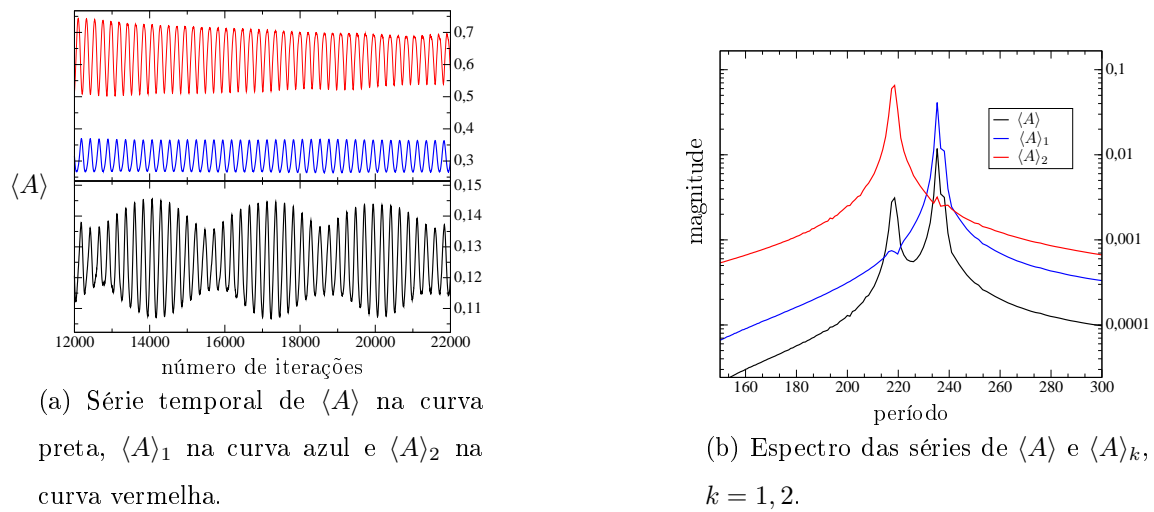 0,7
0,6
0,5
0,4
0,3
⟨A⟩
0,15
0,14
0,13
0,12
0,11
12000 14000 16000 18000 20000 22000
número de iterações
(a) Série temporal de ⟨A⟩ na curva
preta, ⟨A⟩₁ na curva azul e ⟨A⟩₂ na
curva vermelha.
magnitude
0,1
0,01
0,001
0,0001
⟨A⟩
⟨A⟩₁
⟨A⟩₂
160 180 200 220 240 260 280 300
período
(b) Espectro das séries de ⟨A⟩ e ⟨A⟩ₖ,
k = 1, 2.